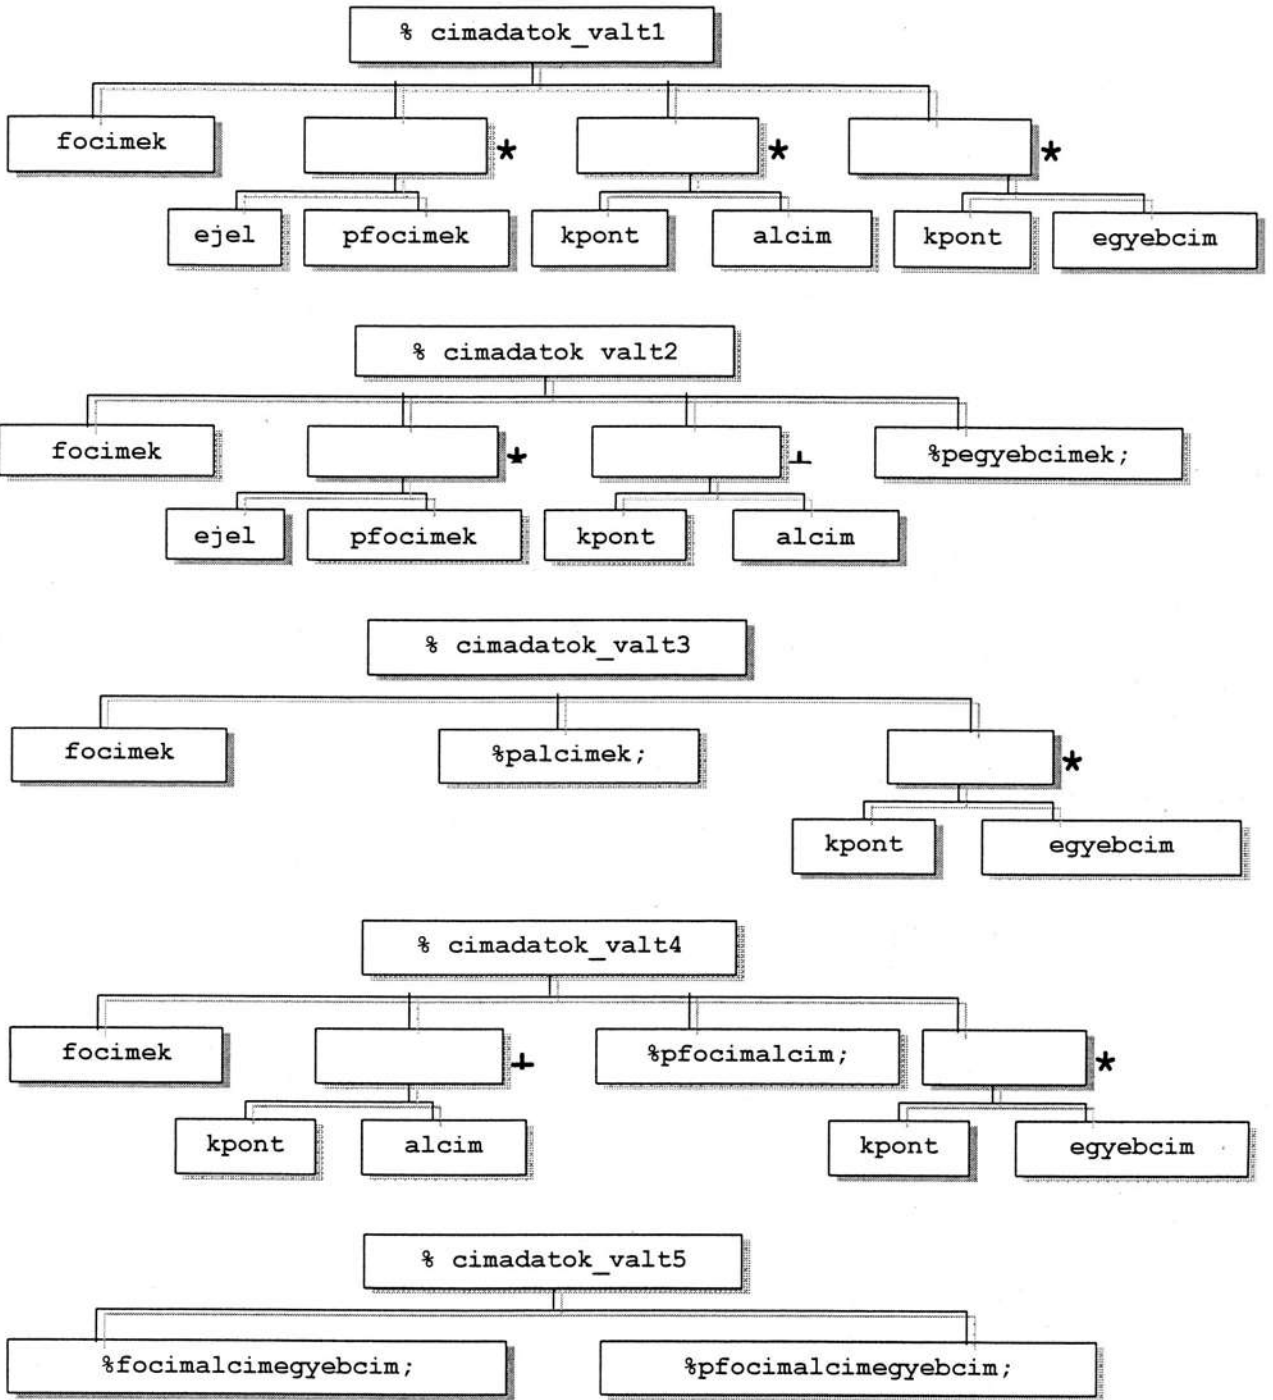 % cimadatok_valt1
focimek * * *
ejel pfocimek kpont alcim kpont egyebcim
% cimadatok valt2
focimek * + %pegyebcimek;
ejel pfocimek kpont alcim
% cimadatok_valt3
focimek %palcimek; *
kpont egyebcim
% cimadatok_valt4
focimek + %pfocimalcim; *
kpont alcim kpont egyebcim
% cimadatok_valt5
%focimalcimegyebcim; %pfocimalcimegyebcim;